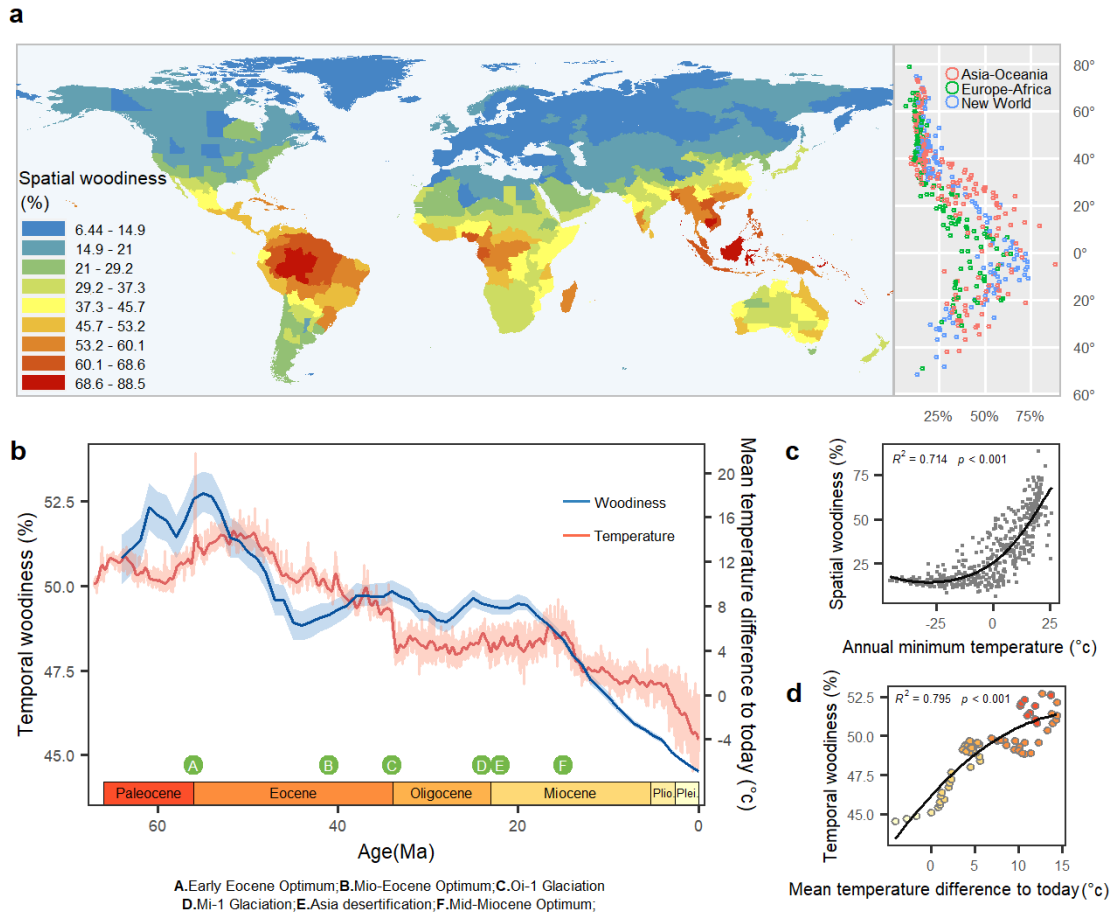 a
Asia-Oceania
Europe-Africa
New World
80°
60°
40°
20°
0°
20°
40°
60°
25% 50% 75%
Spatial woodiness
(%)
6.44 - 14.9
14.9 - 21
21 - 29.2
29.2 - 37.3
37.3 - 45.7
45.7 - 53.2
53.2 - 60.1
60.1 - 68.6
68.6 - 88.5
b
Temporal woodiness (%)
52.5
50.0
47.5
45.0
Woodiness
Temperature
20
16
12
8
4
0
-4
Mean temperature difference
to today (°c)
A B C D E F
Paleocene Eocene Oligocene Miocene Plio. Plei.
60 40 20 0
Age(Ma)
A.Early Eocene Optimum;B.Mio-Eocene Optimum;C.Oi-1 Glaciation
D.Mi-1 Glaciation;E.Asia desertification;F.Mid-Miocene Optimum;
c
Spatial woodiness (%)
R² = 0.714 p < 0.001
75
50
25
-25 0 25
Annual minimum temperature (°c)
d
Temporal woodiness (%)
R² = 0.795 p < 0.001
52.5
50.0
47.5
45.0
0 5 10 15
Mean temperature difference to today (°c)